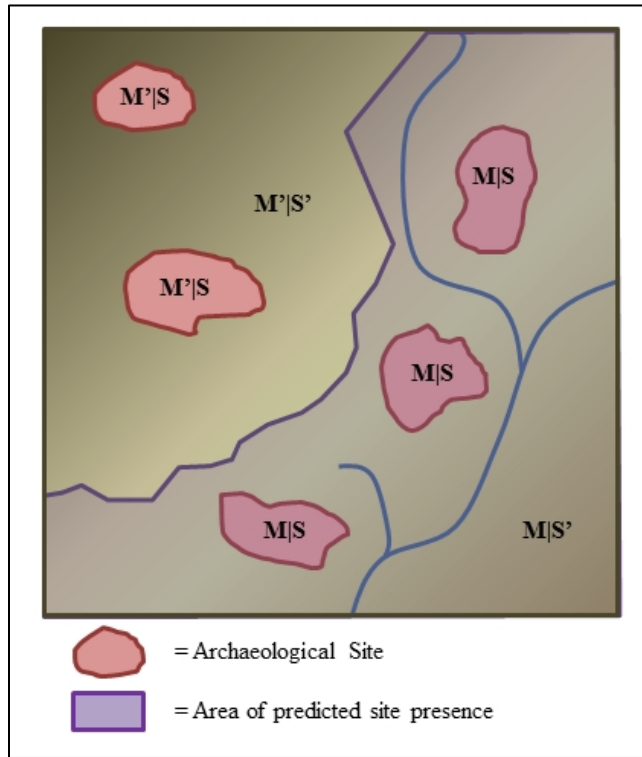 M’|S
M|S
M’|S’
M’|S
M|S
M|S
M|S’
= Archaeological Site
= Area of predicted site presence